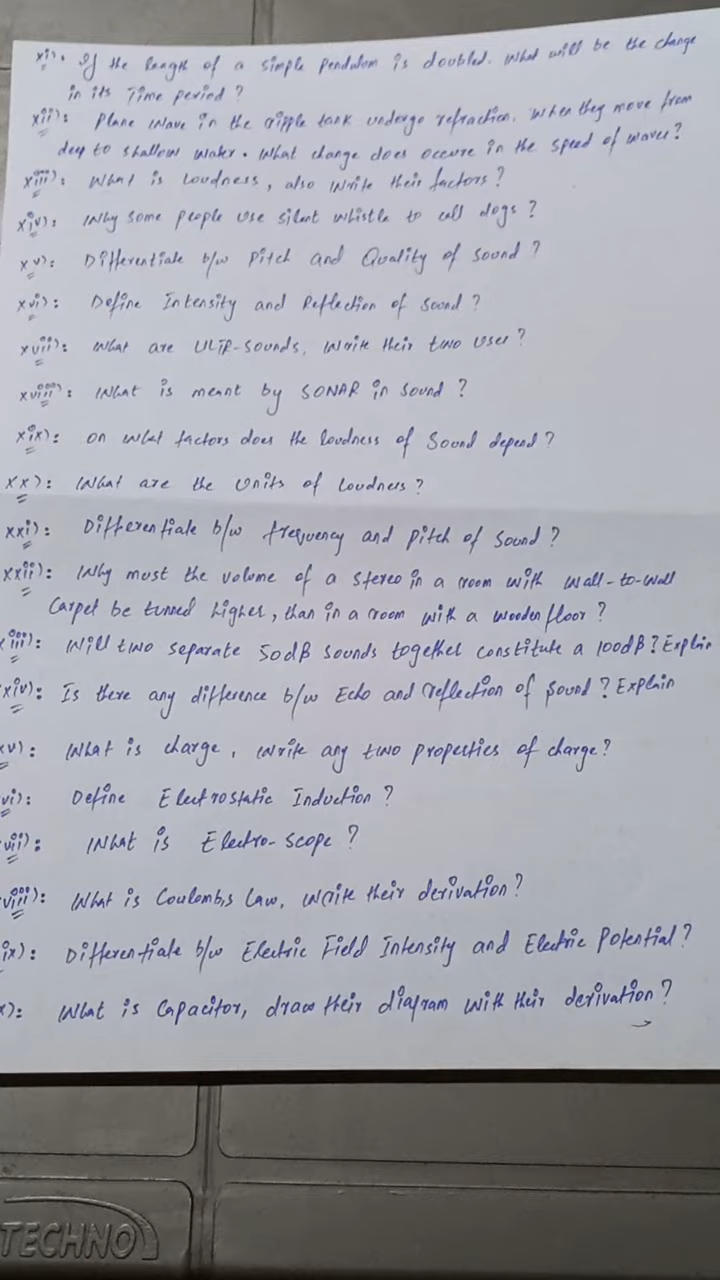 xi): If the length of a simple pendulum is doubled. What will be the change
in its Time period?
xii): Plane wave in the ripple tank undergo refraction. When they move from
deep to shallow water. What change does occure in the speed of waves?
xiii): What is Loudness, also write their factors?
xiv): Why some people use silent whistle to call dogs?
xv): Differentiate b/w Pitch and Quality of Sound?
xvi): Define Intensity and Reflection of Sound?
xvii): What are Ultra-Sounds, Write their two uses?
xviii): What is meant by SONAR in Sound?
xix): on what factors does the loudness of Sound depend?
xx): What are the Units of Loudness?
xxi): Differentiate b/w frequency and Pitch of Sound?
xxii): Why must the volume of a stereo in a room with wall-to-wall
Carpet be tunned higher, than in a room with a wooden floor?
xiii): Will two separate 50dB sounds together constitute a 100dB? Explain
xiv): Is there any difference b/w Echo and reflection of Sound? Explain
v): What is charge, write any two properties of charge?
vi): Define Electrostatic Induction?
vii): What is Electro-scope?
viii): What is Coulomb,s Law, Write their derivation?
ix): Differentiate b/w Electric Field Intensity and Electric Potential?
x): What is Capacitor, draw their diagram with their derivation?
TECHNO